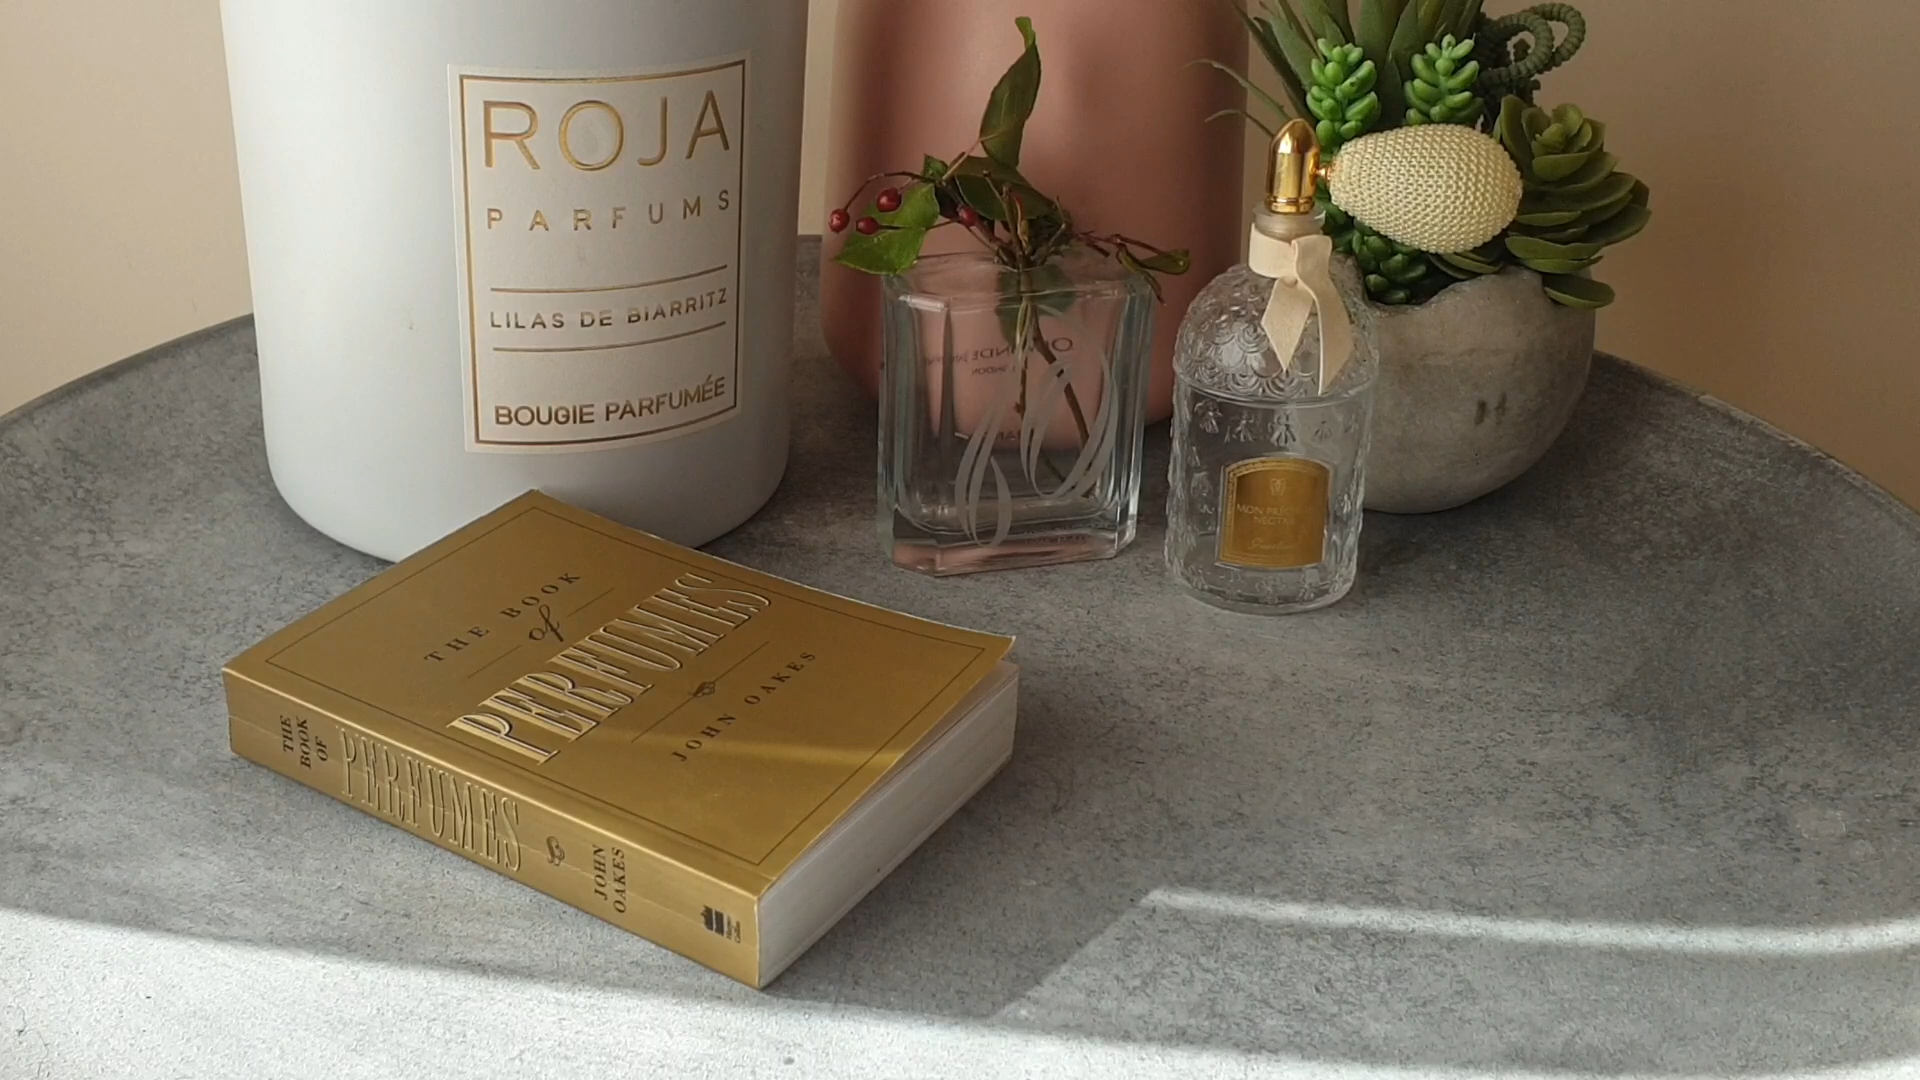 ROJA
PARFUMS
LILAS DE BIARRITZ
BOUGIE PARFUMÉE
THE BOOK
of
PERFUMES
JOHN OAKES
THE
BOOK
OF
PERFUMES
JOHN
OAKES
MON
NECTAR
Guerlain